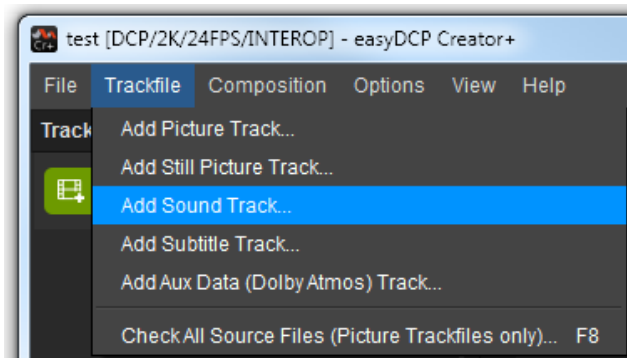 Cr+ test [DCP/2K/24FPS/INTEROP] - easyDCP Creator+
File Trackfile Composition Options View Help
Track
Add Picture Track...
Add Still Picture Track...
Add Sound Track...
Add Subtitle Track...
Add Aux Data (Dolby Atmos) Track...
Check All Source Files (Picture Trackfiles only)... F8